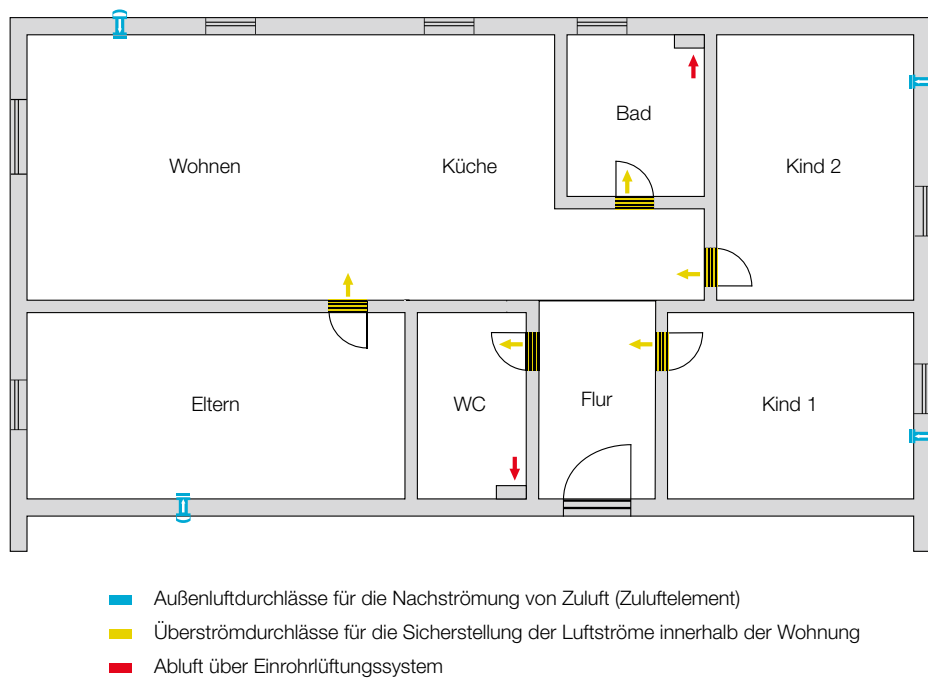 Bad
Wohnen
Küche
Kind 2
Eltern
WC
Flur
Kind 1
Außenluftdurchlässe für die Nachströmung von Zuluft (Zuluftelement)
Überströmdurchlässe für die Sicherstellung der Luftströme innerhalb der Wohnung
Abluft über Einrohrlüftungssystem